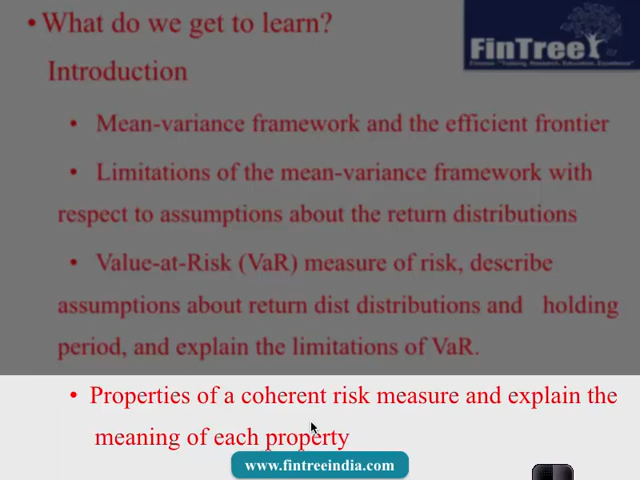 • What do we get to learn?
FinTree
Introduction
• Mean-variance framework and the efficient frontier
• Limitations of the mean-variance framework with
respect to assumptions about the return distributions
• Value-at-Risk (VaR) measure of risk, describe
assumptions about return dist distributions and holding
period, and explain the limitations of VaR.
• Properties of a coherent risk measure and explain the
meaning of each property
www.fintreeindia.com